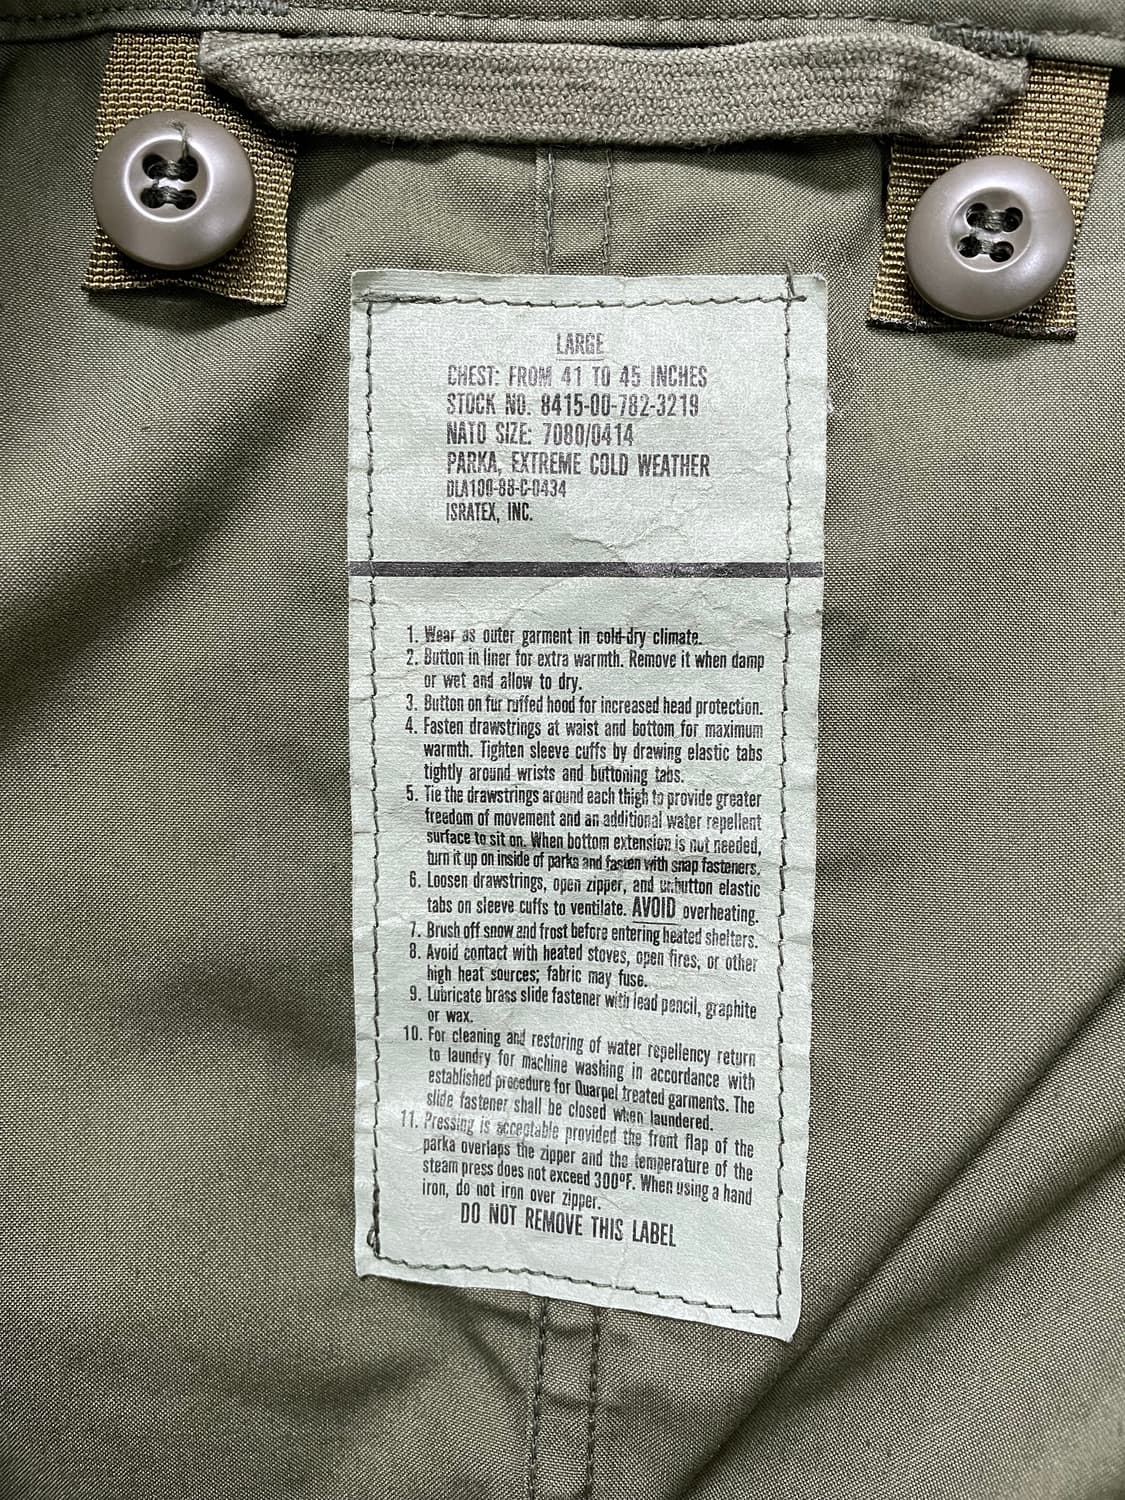 LARGE
CHEST: FROM 41 TO 45 INCHES
STOCK NO. 8415-00-782-3219
NATO SIZE: 7080/0414
PARKA, EXTREME COLD WEATHER
DLA100-88-C-0434
ISRATEX, INC.
1. Wear as outer garment in cold-dry climate.
2. Button in liner for extra warmth. Remove it when damp
or wet and allow to dry.
3. Button on fur ruffed hood for increased head protection.
4. Fasten drawstrings at waist and bottom for maximum
warmth. Tighten sleeve cuffs by drawing elastic tabs
tightly around wrists and buttoning tabs.
5. Tie the drawstrings around each thigh to provide greater
freedom of movement and an additional water repellent
surface to sit on. When bottom extension is not needed,
turn it up on inside of parka and fasten with snap fasteners.
6. Loosen drawstrings, open zipper, and unbutton elastic
tabs on sleeve cuffs to ventilate. AVOID overheating.
7. Brush off snow and frost before entering heated shelters.
8. Avoid contact with heated stoves, open fires, or other
high heat sources; fabric may fuse.
9. Lubricate brass slide fastener with lead pencil, graphite
or wax.
10. For cleaning and restoring of water repellency return
to laundry for machine washing in accordance with
established procedure for Quarpel treated garments. The
slide fastener shall be closed when laundered.
11. Pressing is acceptable provided the front flap of the
parka overlaps the zipper and the temperature of the
steam press does not exceed 300°F. When using a hand
iron, do not iron over zipper.
DO NOT REMOVE THIS LABEL